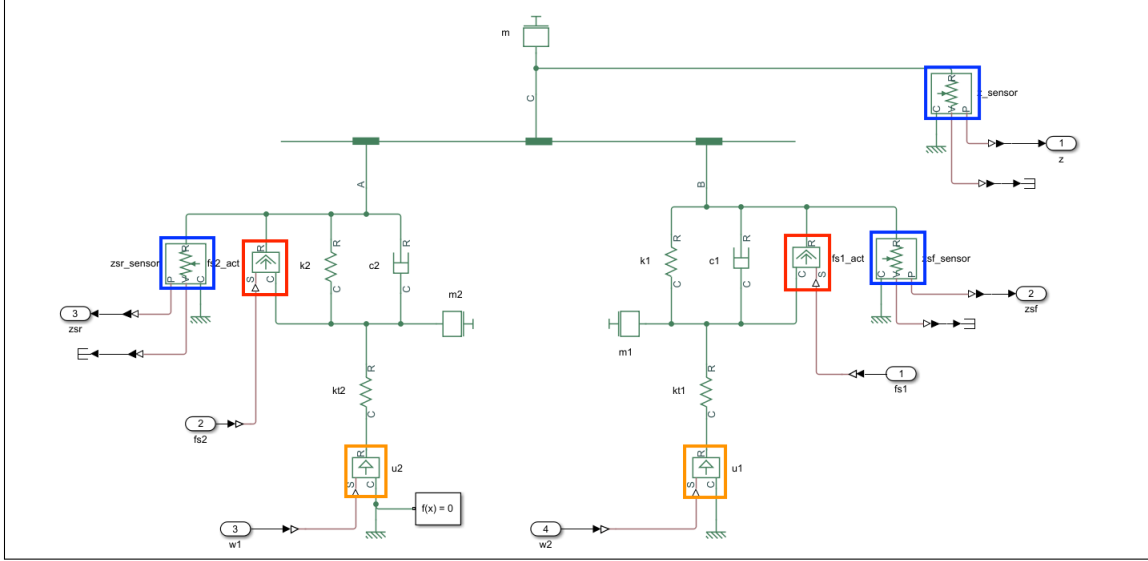 m
R
C
C
V
P
z_sensor
1
z
A
B
R
zsr_sensor
P
V
C
R
fs2_act
S
C
k2
R
C
c2
R
C
m2
3
zsr
k1
R
C
c1
R
C
R
fs1_act
C
S
R
zsf_sensor
C
V
P
2
zsf
m1
1
fs1
kt2
R
C
kt1
R
C
2
fs2
R
u2
S
C
f(x) = 0
R
u1
S
C
3
w1
4
w2